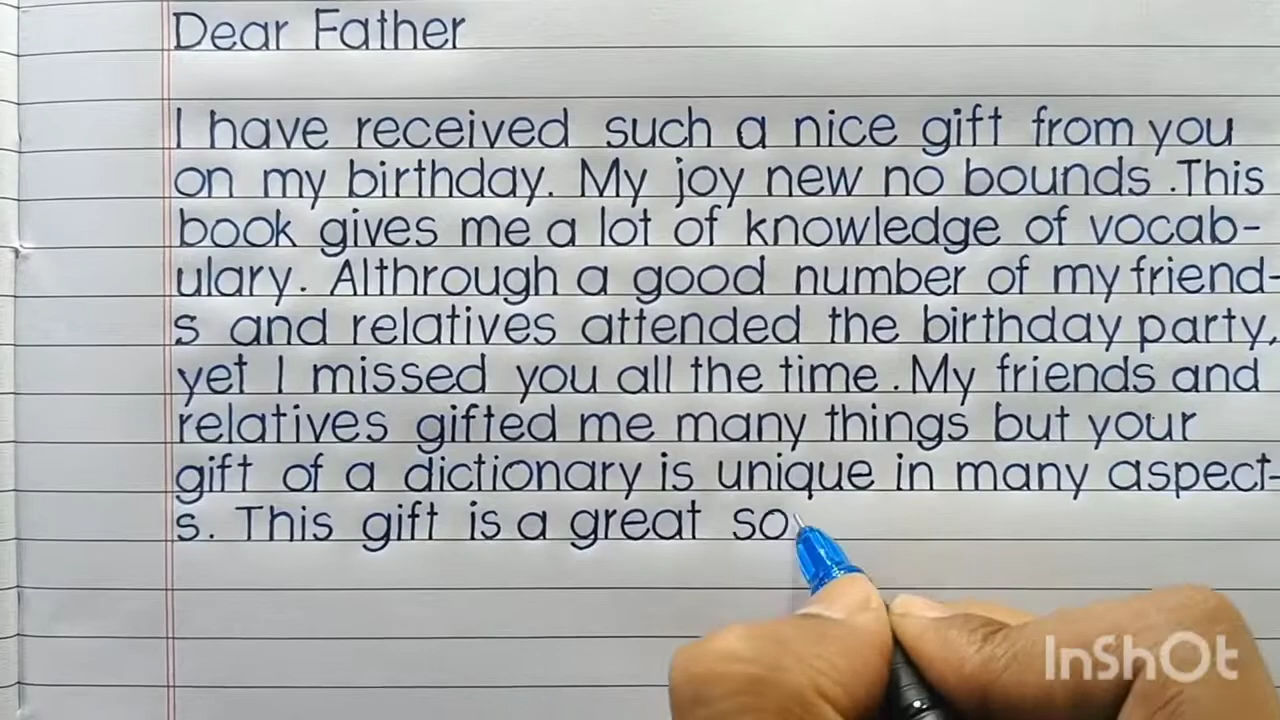 Dear Father
I have received such a nice gift from you
on my birthday. My joy new no bounds .This
book gives me a lot of knowledge of vocab-
ulary. Althrough a good number of my friend-
s and relatives attended the birthday party,
yet I missed you all the time . My friends and
relatives gifted me many things but your
gift of a dictionary is unique in many aspect-
s. This gift is a great so
InShOt